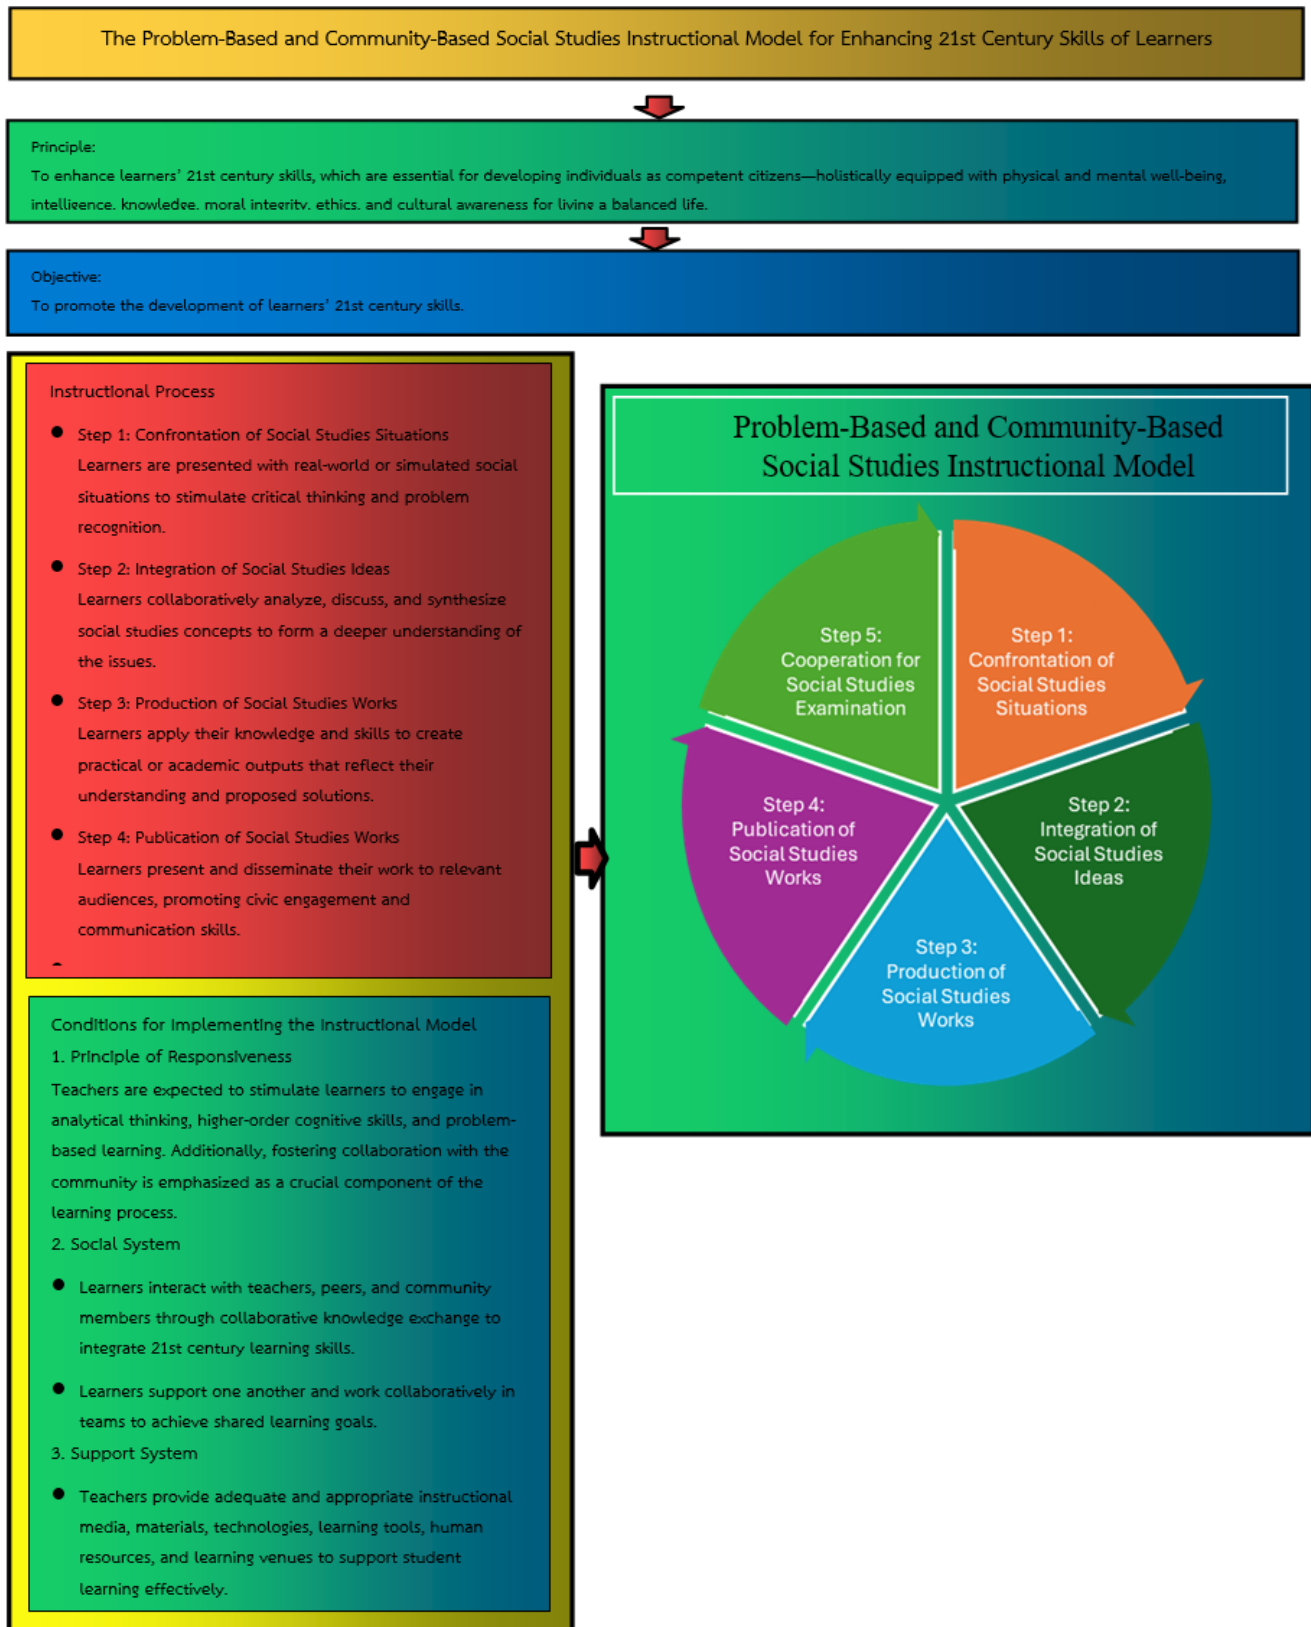 The Problem-Based and Community-Based Social Studies Instructional Model for Enhancing 21st Century Skills of Learners
Principle:
To enhance learners' 21st century skills, which are essential for developing individuals as competent citizens—holistically equipped with physical and mental well-being,
intelligence, knowledge, moral integrity, ethics, and cultural awareness for living a balanced life.
Objective:
To promote the development of learners' 21st century skills.
Instructional Process
● Step 1: Confrontation of Social Studies Situations
Learners are presented with real-world or simulated social
situations to stimulate critical thinking and problem
recognition.
● Step 2: Integration of Social Studies Ideas
Learners collaboratively analyze, discuss, and synthesize
social studies concepts to form a deeper understanding of
the issues.
● Step 3: Production of Social Studies Works
Learners apply their knowledge and skills to create
practical or academic outputs that reflect their
understanding and proposed solutions.
● Step 4: Publication of Social Studies Works
Learners present and disseminate their work to relevant
audiences, promoting civic engagement and
communication skills.
Conditions for Implementing the Instructional Model
1. Principle of Responsiveness
Teachers are expected to stimulate learners to engage in
analytical thinking, higher-order cognitive skills, and problem-
based learning. Additionally, fostering collaboration with the
community is emphasized as a crucial component of the
learning process.
2. Social System
● Learners interact with teachers, peers, and community
members through collaborative knowledge exchange to
integrate 21st century learning skills.
● Learners support one another and work collaboratively in
teams to achieve shared learning goals.
3. Support System
● Teachers provide adequate and appropriate instructional
media, materials, technologies, learning tools, human
resources, and learning venues to support student
learning effectively.
Problem-Based and Community-Based
Social Studies Instructional Model
Step 1:
Confrontation of
Social Studies
Situations
Step 2:
Integration of
Social Studies
Ideas
Step 3:
Production of
Social Studies
Works
Step 4:
Publication of
Social Studies
Works
Step 5:
Cooperation for
Social Studies
Examination